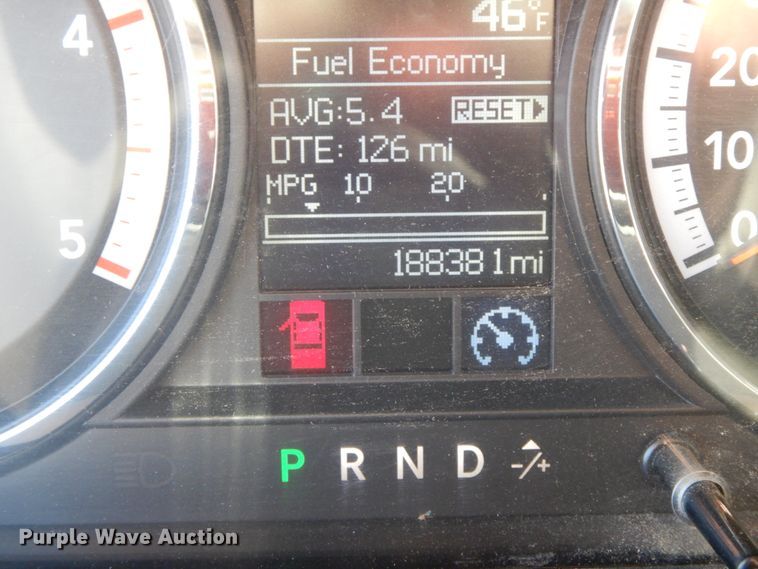 46°F
4
Fuel Economy
20
AVG:5.4 RESET
DTE: 126 mi
10
MPG 10 20
5
0
188381mi
P R N D -/+
Purple Wave Auction